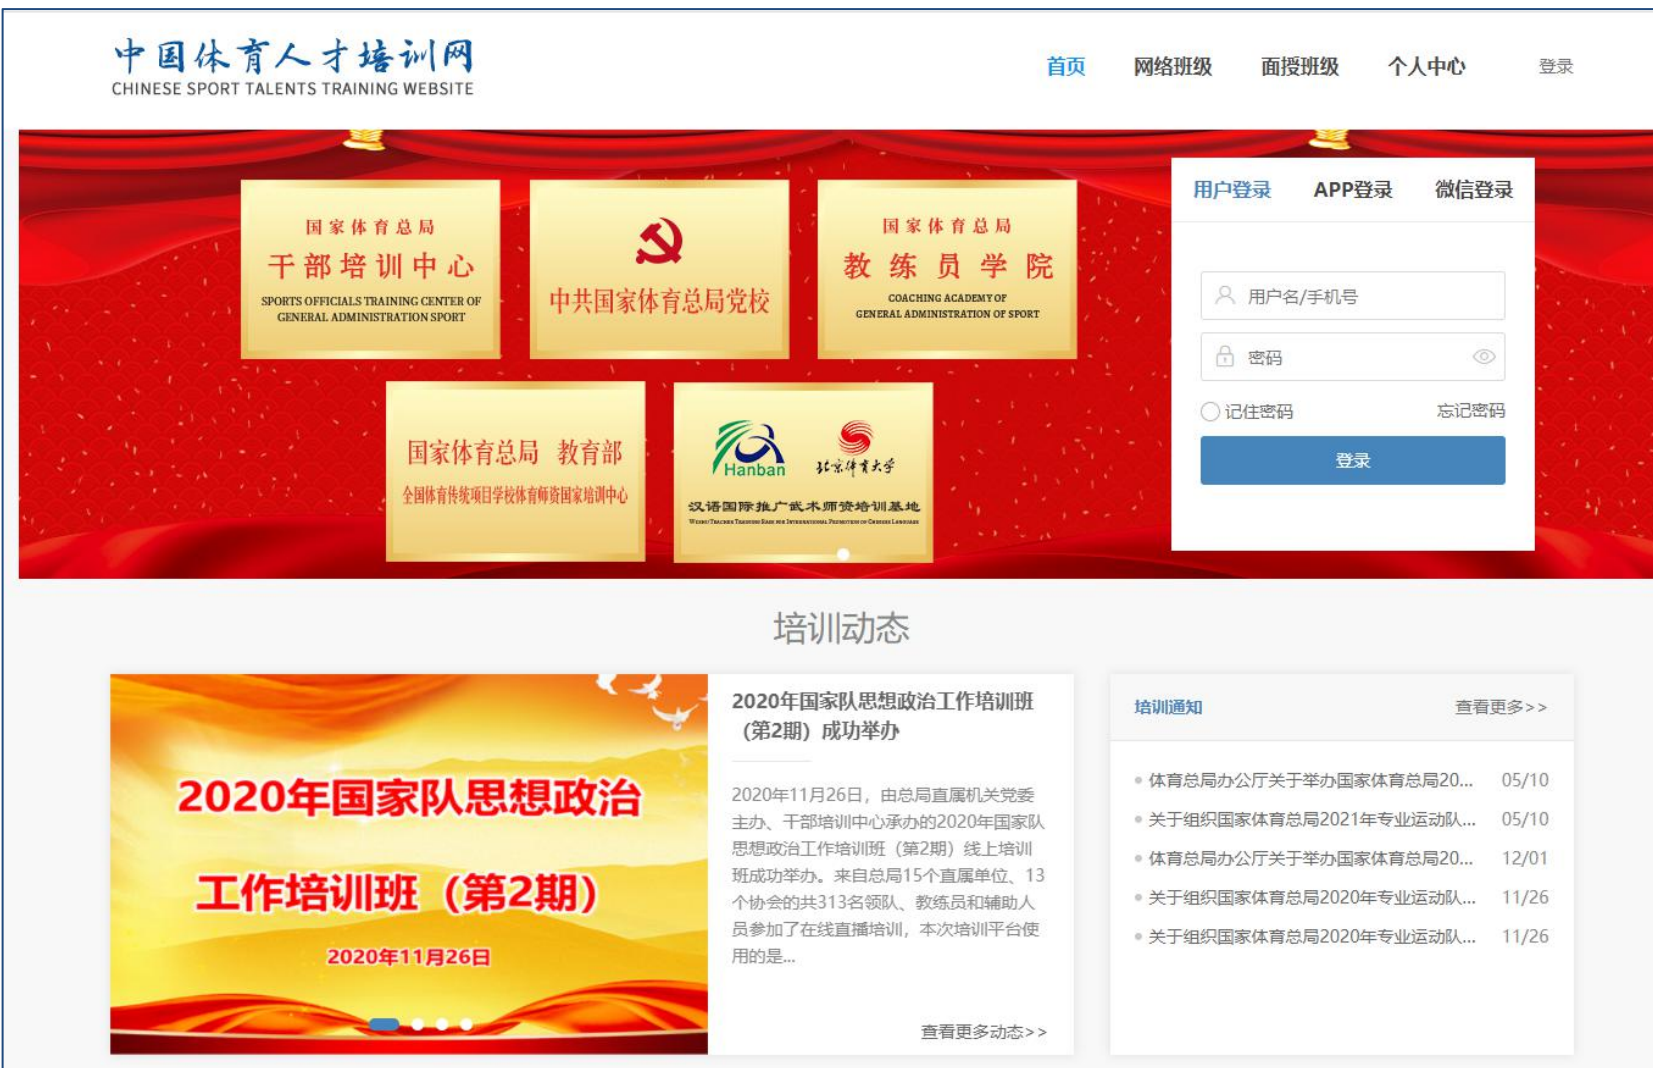 中国体育人才培训网
CHINESE SPORT TALENTS TRAINING WEBSITE
首页 网络班级 面授班级 个人中心 登录
国家体育总局
干部培训中心
SPORTS OFFICIALS TRAINING CENTER OF
GENERAL ADMINISTRATION SPORT
中共国家体育总局党校
国家体育总局
教练员学院
COACHING ACADEMY OF
GENERAL ADMINISTRATION OF SPORT
国家体育总局 教育部
全国体育传统项目学校体育师资国家培训中心
Hanban 北京体育大学
汉语国际推广武术师资培训基地
WUSHU TEACHER TRAINING BASE FOR INTERNATIONAL PROMOTION OF CHINESE LANGUAGE
用户登录 APP登录 微信登录
用户名/手机号
密码
记住密码 忘记密码
登录
培训动态
2020年国家队思想政治
工作培训班（第2期）
2020年11月26日
2020年国家队思想政治工作培训班
（第2期）成功举办
2020年11月26日，由总局直属机关党委
主办、干部培训中心承办的2020年国家队
思想政治工作培训班（第2期）线上培训
班成功举办。来自总局15个直属单位、13
个协会的共313名领队、教练员和辅助人
员参加了在线直播培训，本次培训平台使
用的是...
查看更多动态>>
培训通知 查看更多>>
体育总局办公厅关于举办国家体育总局20... 05/10
关于组织国家体育总局2021年专业运动队... 05/10
体育总局办公厅关于举办国家体育总局20... 12/01
关于组织国家体育总局2020年专业运动队... 11/26
关于组织国家体育总局2020年专业运动队... 11/26